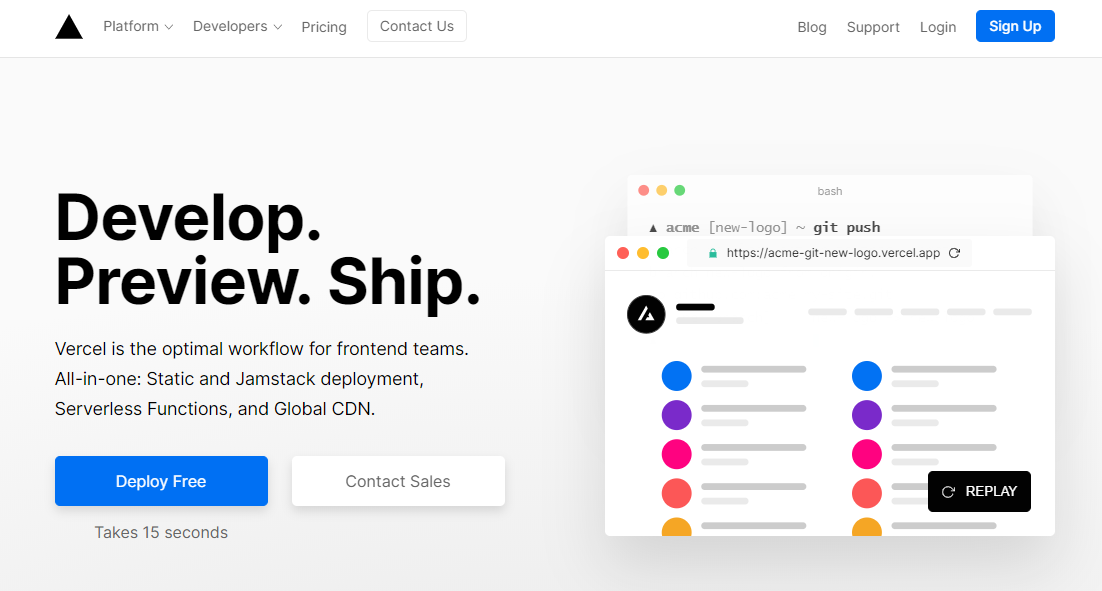 Platform Developers Pricing Contact Us Blog Support Login Sign Up
Develop.
Preview. Ship.
Vercel is the optimal workflow for frontend teams.
All-in-one: Static and Jamstack deployment,
Serverless Functions, and Global CDN.
Deploy Free Contact Sales
Takes 15 seconds
bash
▲ acme [new-logo] ~ git push
https://acme-git-new-logo.vercel.app
REPLAY